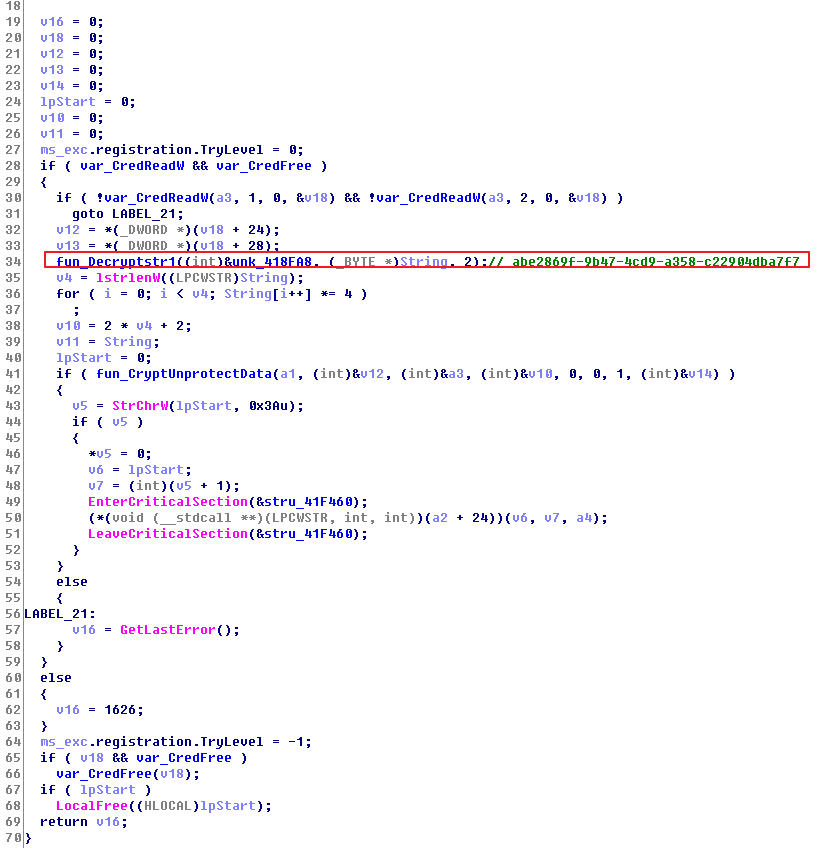 18
19 v16 = 0;
20 v18 = 0;
21 v12 = 0;
22 v13 = 0;
23 v14 = 0;
24 lpStart = 0;
25 v10 = 0;
26 v11 = 0;
27 ms_exc.registration.TryLevel = 0;
28 if ( var_CredReadW && var_CredFree )
29 {
30 if ( !var_CredReadW(a3, 1, 0, &v18) && !var_CredReadW(a3, 2, 0, &v18) )
31 goto LABEL_21;
32 v12 = *(_DWORD *)(v18 + 24);
33 v13 = *(_DWORD *)(v18 + 28);
34 fun_Decryptstr1((int)&unk_418FA8, (_BYTE *)String, 2);// abe2869f-9b47-4cd9-a358-c22904dba7f7
35 v4 = lstrlenW((LPCWSTR)String);
36 for ( i = 0; i < v4; String[i++] *= 4 )
37 ;
38 v10 = 2 * v4 + 2;
39 v11 = String;
40 lpStart = 0;
41 if ( fun_CryptUnprotectData(a1, (int)&v12, (int)&a3, (int)&v10, 0, 0, 1, (int)&v14) )
42 {
43 v5 = StrChrW(lpStart, 0x3Au);
44 if ( v5 )
45 {
46 *v5 = 0;
47 v6 = lpStart;
48 v7 = (int)(v5 + 1);
49 EnterCriticalSection(&stru_41F460);
50 (*(void (__stdcall **)(LPCWSTR, int, int))(a2 + 24))(v6, v7, a4);
51 LeaveCriticalSection(&stru_41F460);
52 }
53 }
54 else
55 {
56 LABEL_21:
57 v16 = GetLastError();
58 }
59 }
60 else
61 {
62 v16 = 1626;
63 }
64 ms_exc.registration.TryLevel = -1;
65 if ( v18 && var_CredFree )
66 var_CredFree(v18);
67 if ( lpStart )
68 LocalFree((HLOCAL)lpStart);
69 return v16;
70 }